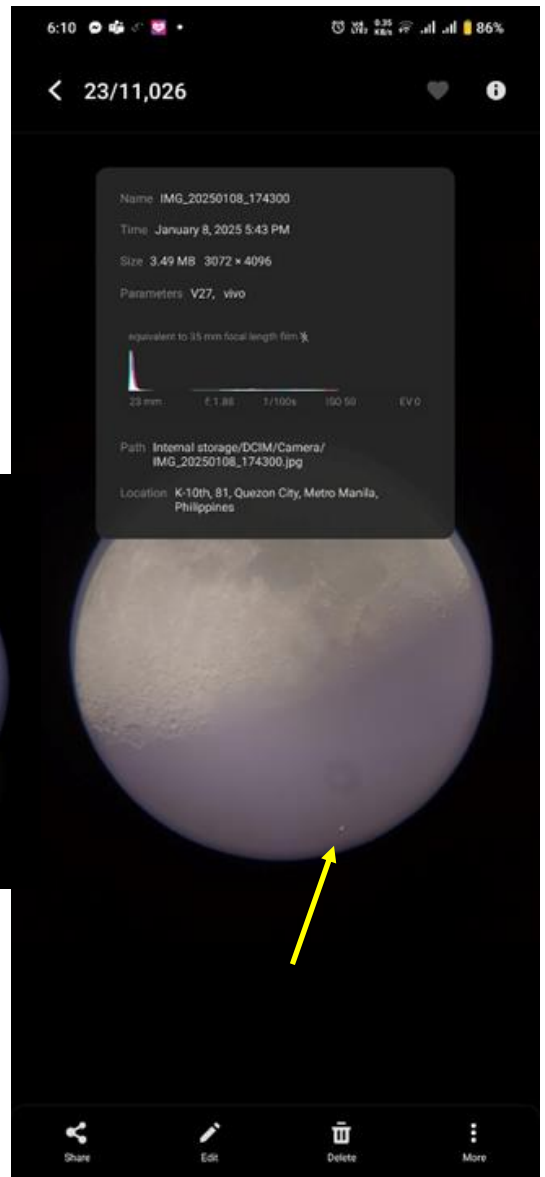 6:10
0.35 KB/s
86%
23/11,026
Name IMG_20250108_174300
Time January 8, 2025 5:43 PM
Size 3.49 MB 3072 × 4096
Parameters V27, vivo
equivalent to 35 mm focal length film
23 mm f/1.88 1/100s ISO 50 EV 0
Path Internal storage/DCIM/Camera/
IMG_20250108_174300.jpg
Location K-10th, 81, Quezon City, Metro Manila,
Philippines
Share Edit Delete More